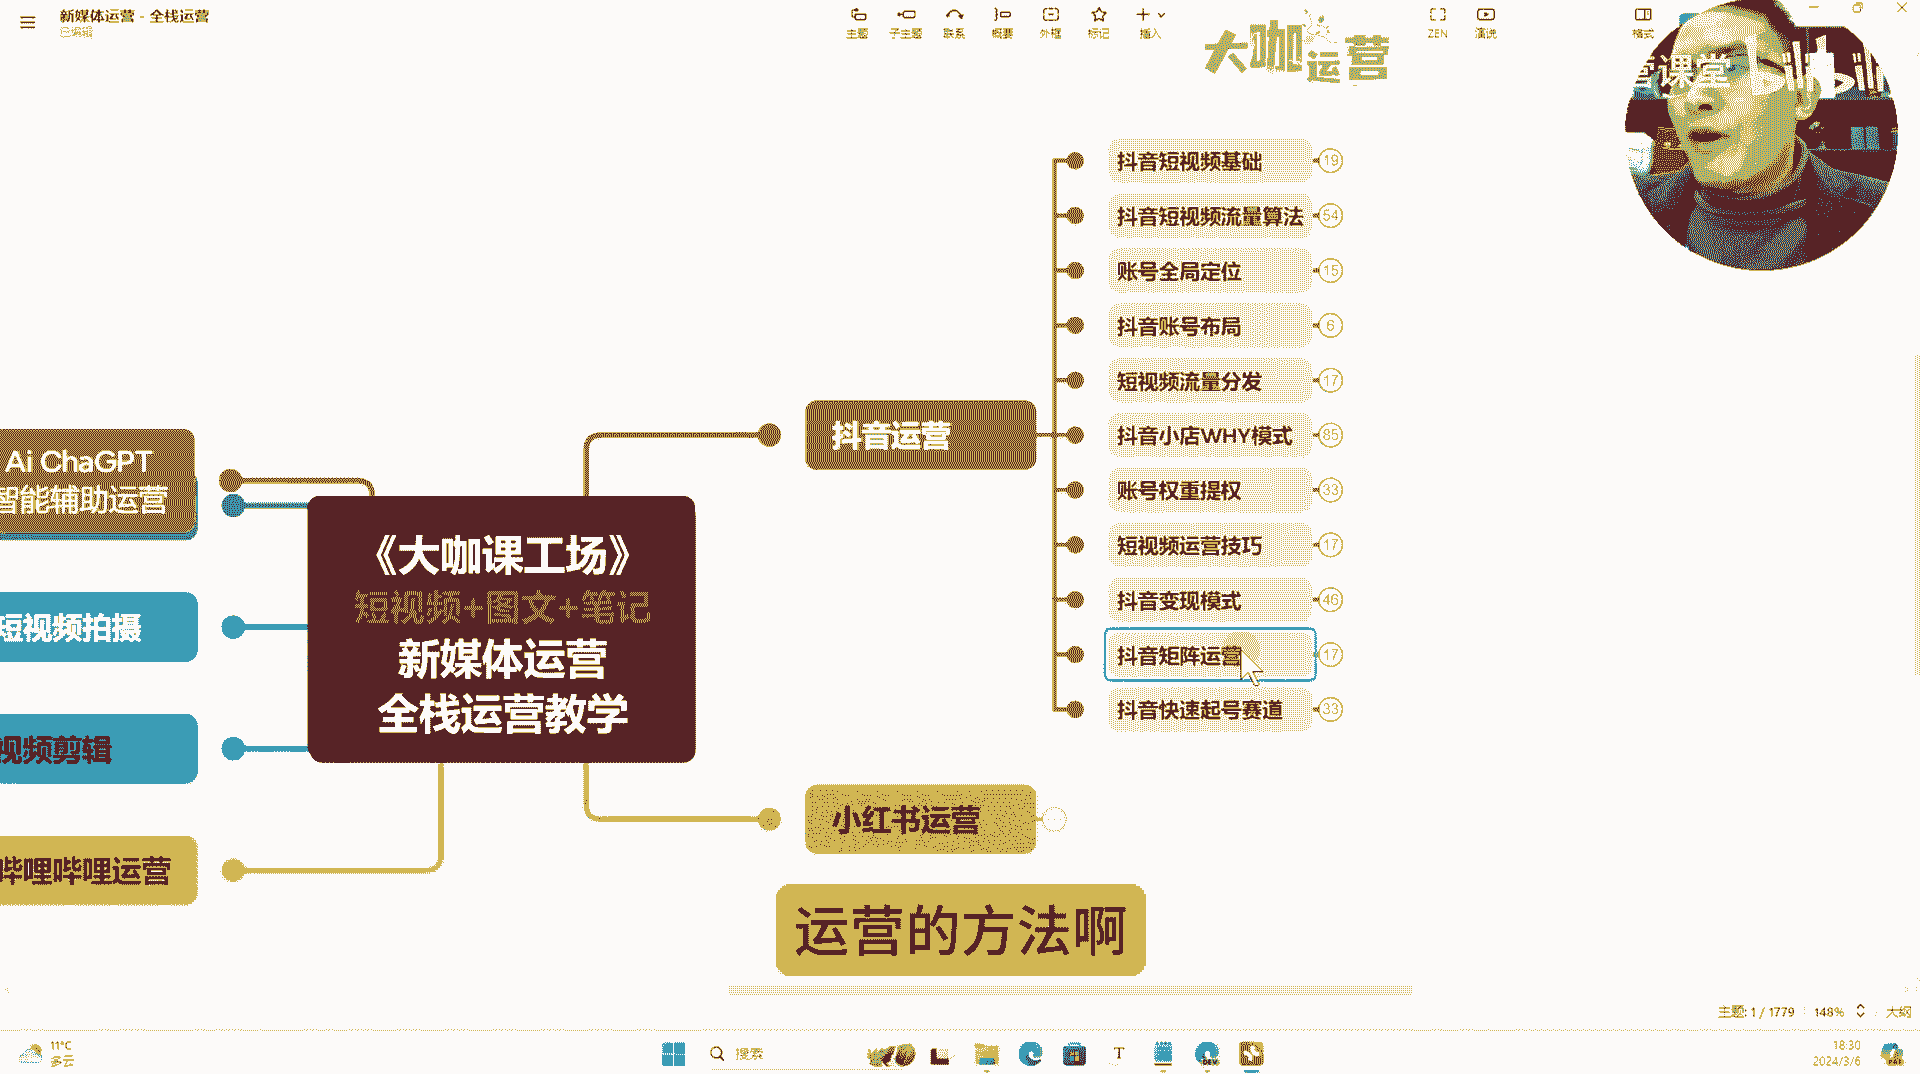 新媒体运营 - 全栈运营
已编辑
主题
子主题
联系
概要
外框
标记
插入
ZEN
演说
格式
大咖运营
营课堂 bilibili
抖音短视频基础 19
抖音短视频流量算法 54
账号全局定位 15
抖音账号布局 6
短视频流量分发 17
抖音小店WHY模式 85
账号权重提权 33
短视频运营技巧 17
抖音变现模式 46
抖音矩阵运营 17
抖音快速起号赛道 33
抖音运营
Ai ChaGPT
智能辅助运营
短视频拍摄
视频剪辑
哔哩哔哩运营
《大咖课工场》
短视频+图文+笔记
新媒体运营
全栈运营教学
小红书运营
运营的方法啊
主题: 1 / 1779
148%
大纲
11°C
多云
搜索
18:30
2024/3/6